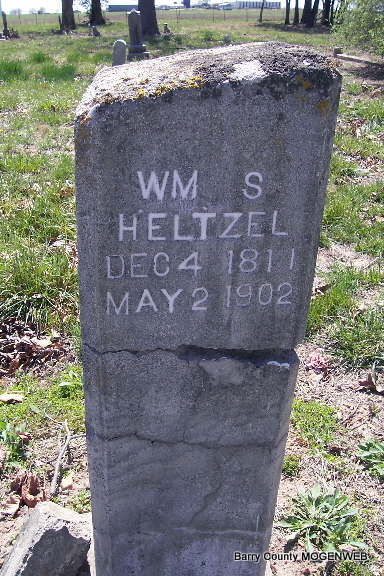 WM S
HELTZEL
DEC 4 1811
MAY 2 1902
Barry County MOGENWEB